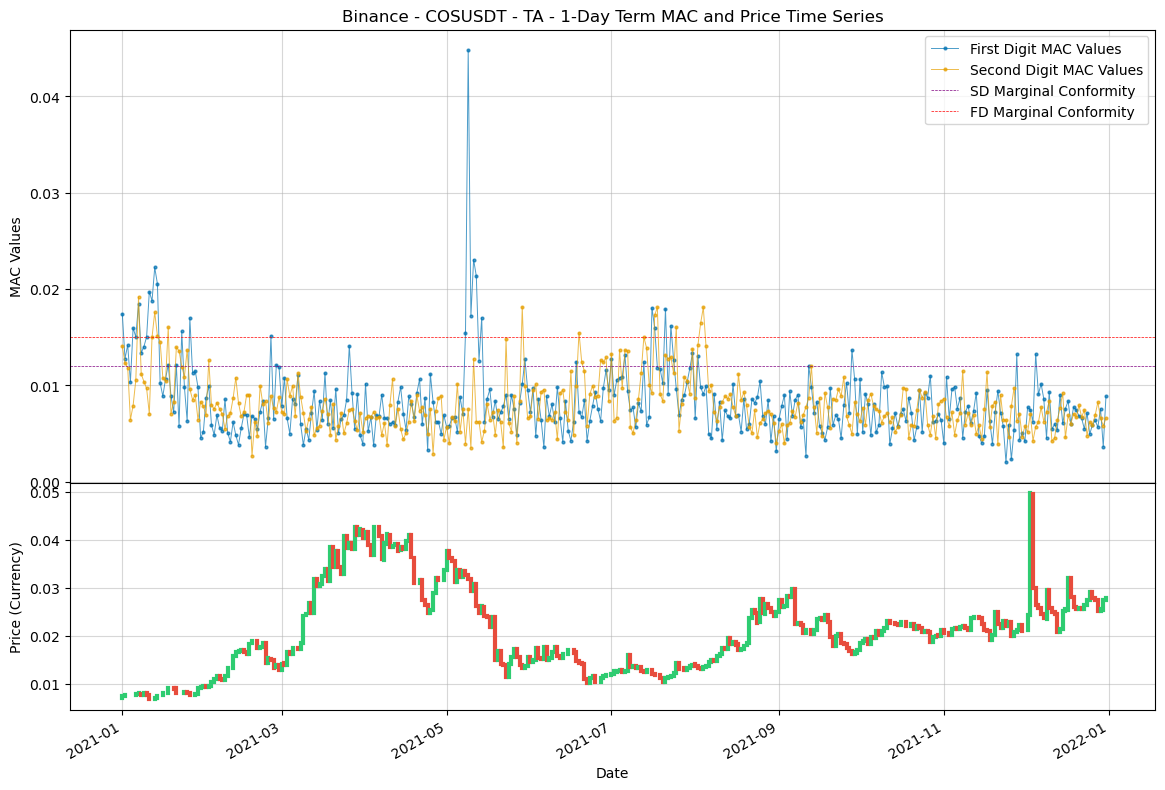 Binance - COSUSDT - TA - 1-Day Term MAC and Price Time Series
First Digit MAC Values
Second Digit MAC Values
SD Marginal Conformity
FD Marginal Conformity
MAC Values
0.04
0.03
0.02
0.01
0.00
Price (Currency)
0.05
0.04
0.03
0.02
0.01
2021-01
2021-03
2021-05
2021-07
2021-09
2021-11
2022-01
Date